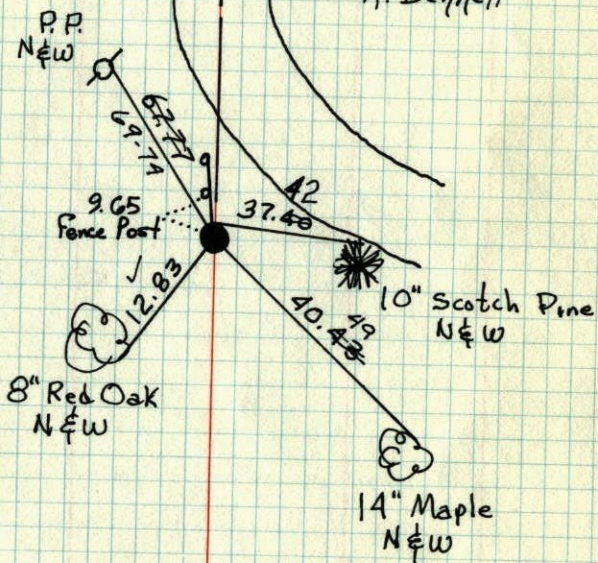 P.P.
N&W
67.77
69.74
9.65
Fence Post
42
37.40
12.83
40.43
49
10" Scotch Pine
N&W
8" Red Oak
N&W
14" Maple
N&W